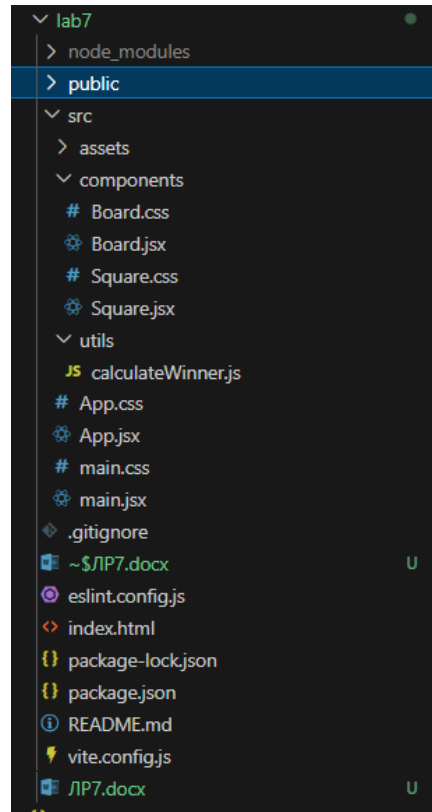 lab7
node_modules
public
src
assets
components
# Board.css
Board.jsx
# Square.css
Square.jsx
utils
JS calculateWinner.js
# App.css
App.jsx
# main.css
main.jsx
.gitignore
~$ЛР7.docx U
eslint.config.js
<> index.html
{} package-lock.json
{} package.json
README.md
vite.config.js
ЛР7.docx U